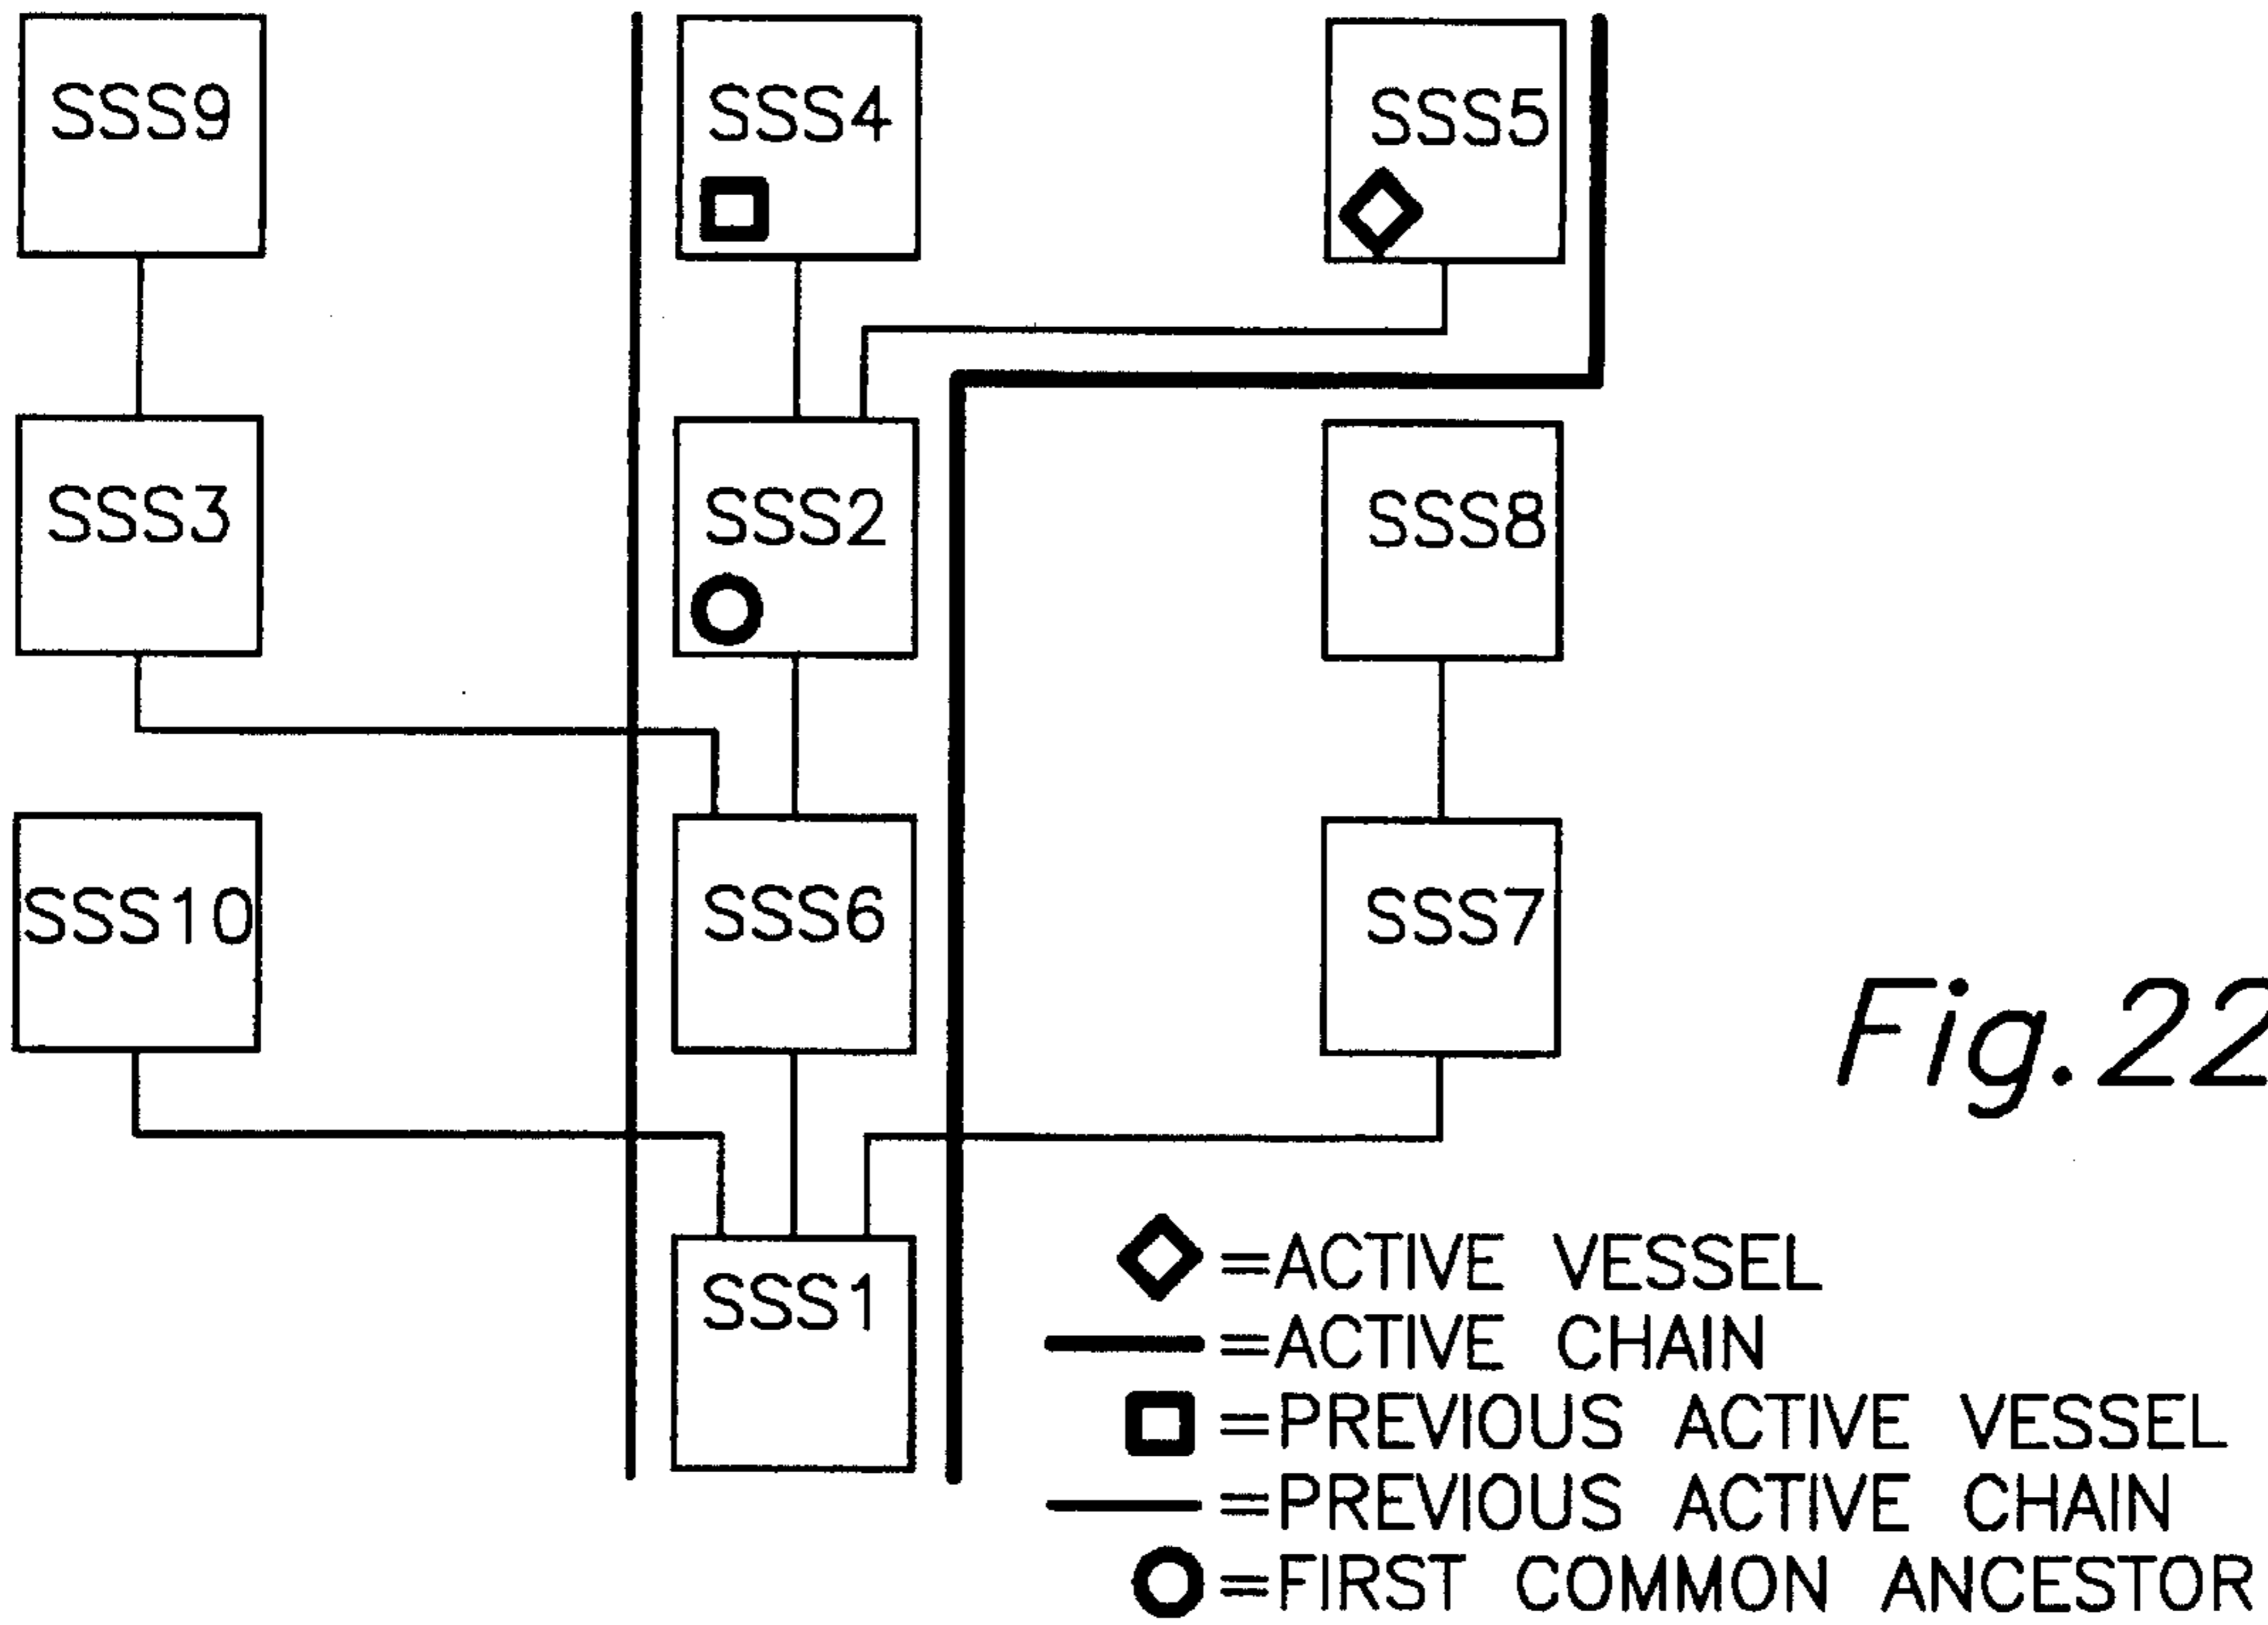 SSS9
SSS4
SSS5
SSS3
SSS2
SSS8
SSS10
SSS6
SSS7
Fig.22
SSS1
=ACTIVE VESSEL
=ACTIVE CHAIN
=PREVIOUS ACTIVE VESSEL
=PREVIOUS ACTIVE CHAIN
=FIRST COMMON ANCESTOR